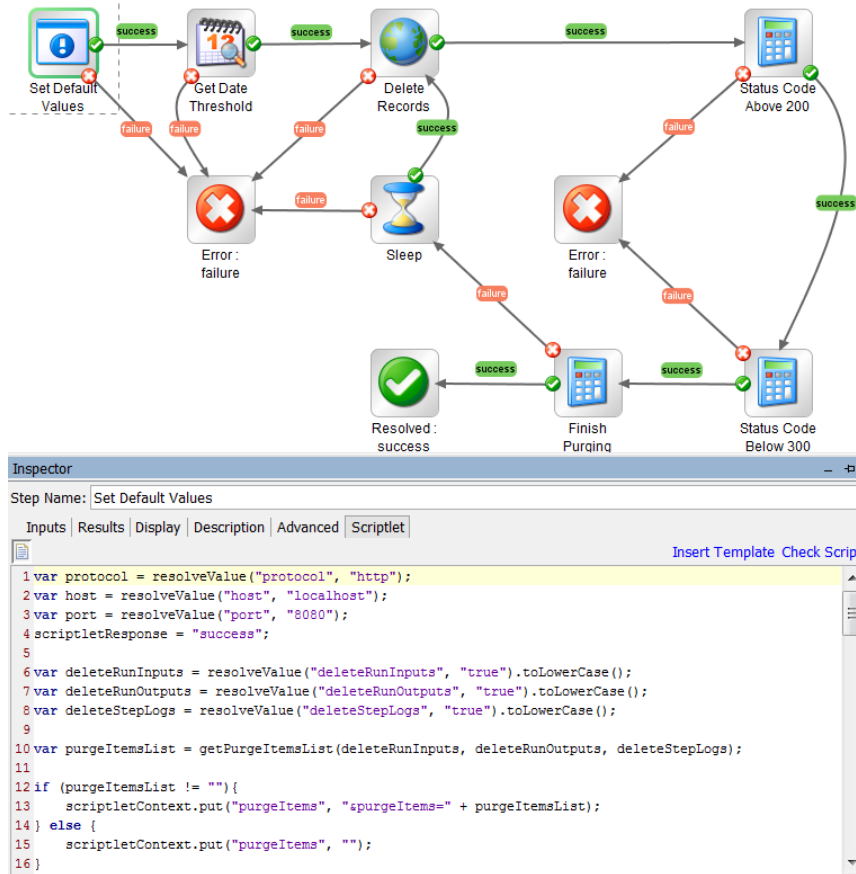 success
success
success
Set Default
Values
Get Date
Threshold
Delete
Records
Status Code
Above 200
failure
failure
failure
success
failure
failure
success
Error :
failure
Sleep
Error :
failure
failure
failure
success
success
Resolved :
success
Finish
Purging
Status Code
Below 300
Inspector
Step Name: Set Default Values
Inputs Results Display Description Advanced Scriptlet
Insert Template Check Scrip
1 var protocol = resolveValue("protocol", "http");
2 var host = resolveValue("host", "localhost");
3 var port = resolveValue("port", "8080");
4 scriptletResponse = "success";
5
6 var deleteRunInputs = resolveValue("deleteRunInputs", "true").toLowerCase();
7 var deleteRunOutputs = resolveValue("deleteRunOutputs", "true").toLowerCase();
8 var deleteStepLogs = resolveValue("deleteStepLogs", "true").toLowerCase();
9
10 var purgeItemsList = getPurgeItemsList(deleteRunInputs, deleteRunOutputs, deleteStepLogs);
11
12 if (purgeItemsList != ""){
13 scriptletContext.put("purgeItems", "&purgeItems=" + purgeItemsList);
14 } else {
15 scriptletContext.put("purgeItems", "");
16 }